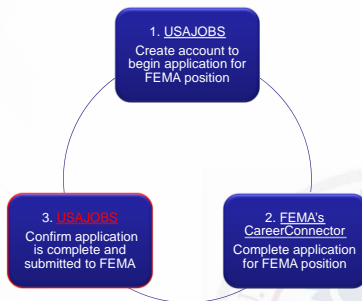 1. USAJOBS
Create account to
begin application for
FEMA position
2. FEMA's
CareerConnector
Complete application
for FEMA position
3. USAJOBS
Confirm application
is complete and
submitted to FEMA